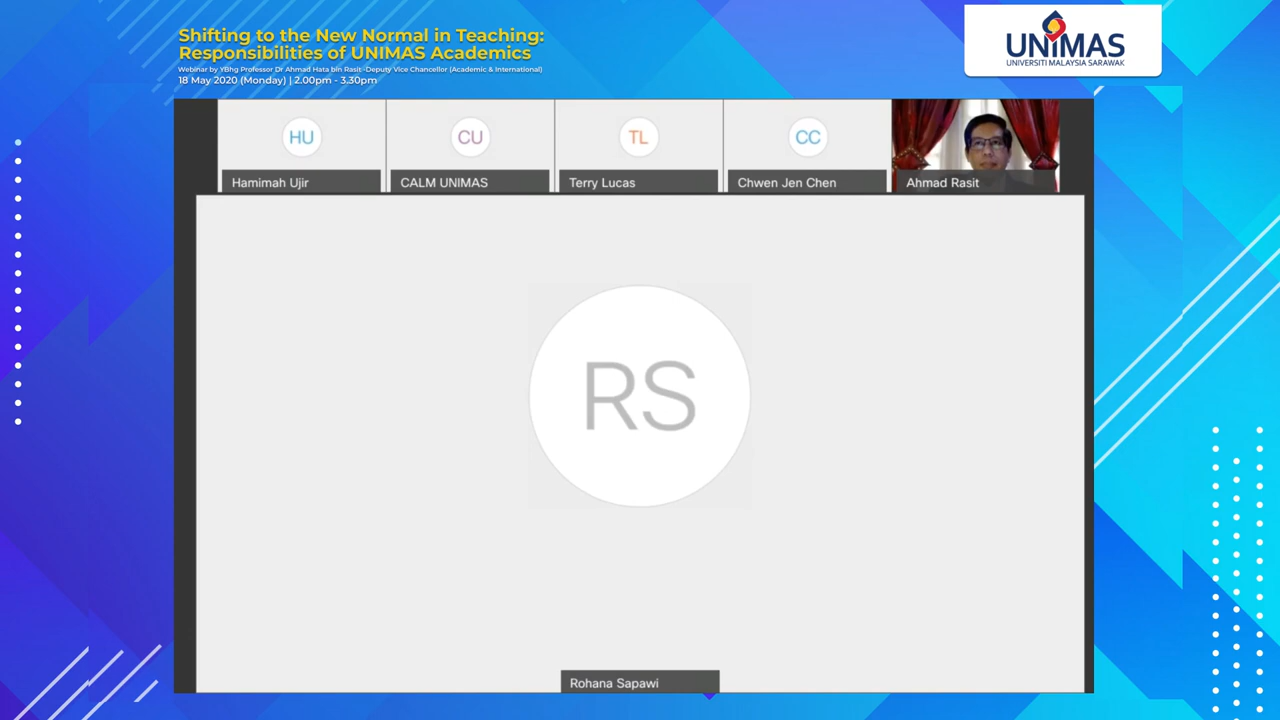 Shifting to the New Normal in Teaching:
Responsibilities of UNIMAS Academics
Webinar by YBhg Professor Dr Ahmad Hata bin Rasit -Deputy Vice Chancellor (Academic & International)
18 May 2020 (Monday) | 2.00pm - 3.30pm
UNIMAS
UNIVERSITI MALAYSIA SARAWAK
HU
CU
TL
CC
Hamimah Ujir
CALM UNIMAS
Terry Lucas
Chwen Jen Chen
Ahmad Rasit
RS
Rohana Sapawi